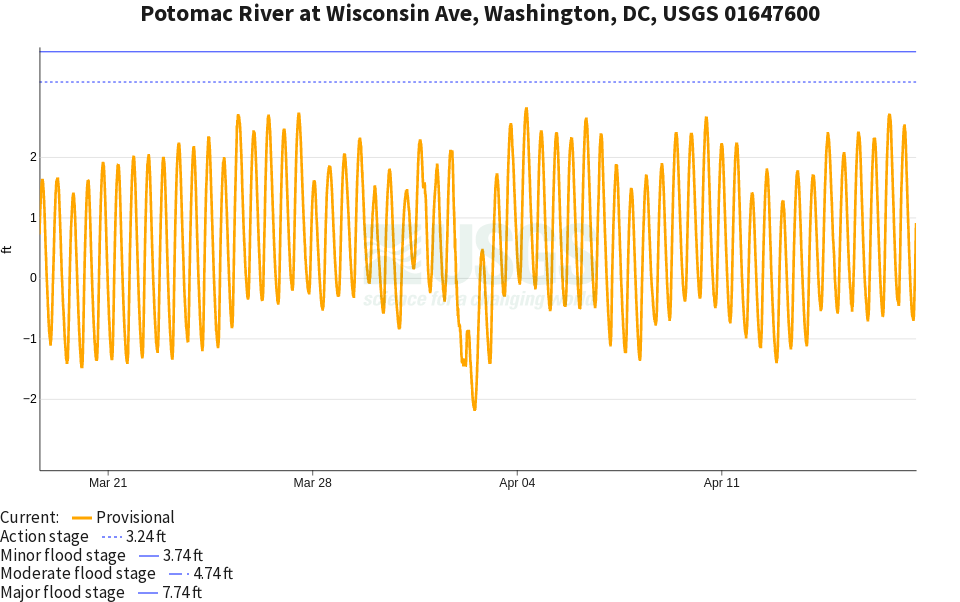 Potomac River at Wisconsin Ave, Washington, DC, USGS 01647600
ft
2
1
0
−1
−2
USGS
science for a changing world
Mar 21
Mar 28
Apr 04
Apr 11
Current: Provisional
Action stage 3.24 ft
Minor flood stage 3.74 ft
Moderate flood stage 4.74 ft
Major flood stage 7.74 ft